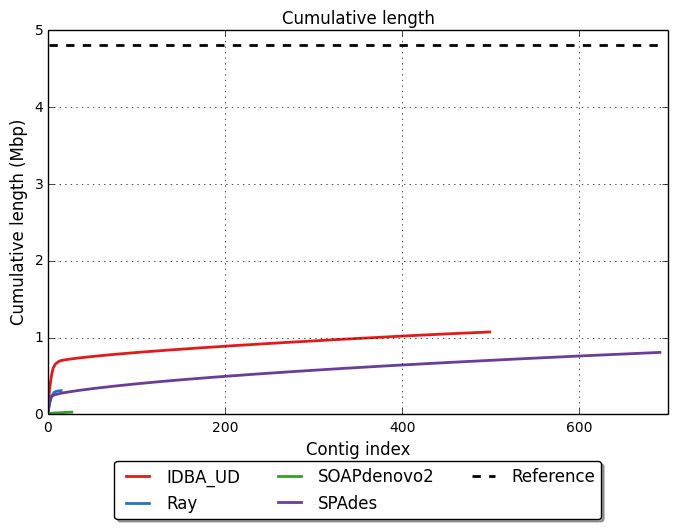 Cumulative length
5
4
3
2
1
0
Cumulative length (Mbp)
0 200 400 600
Contig index
IDBA_UD SOAPdenovo2 Reference
Ray SPAdes